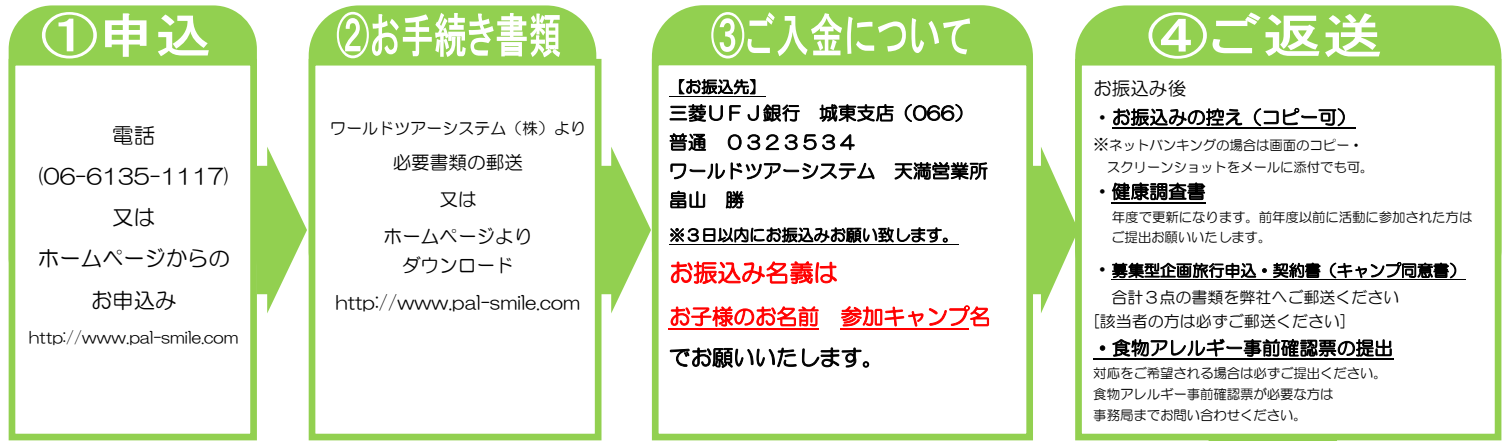 ①申込
電話
(06-6135-1117)
又は
ホームページからの
お申込み
http://www.pal-smile.com
②お手続き書類
ワールドツアーシステム（株）より
必要書類の郵送
又は
ホームページより
ダウンロード
http://www.pal-smile.com
③ご入金について
【お振込先】
三菱ＵＦＪ銀行　城東支店（066）
普通　０３２３５３４
ワールドツアーシステム　天満営業所
畠山　勝
※３日以内にお振込みお願い致します。
お振込み名義は
お子様のお名前　参加キャンプ名
でお願いいたします。
④ご返送
お振込み後
・お振込みの控え（コピー可）
※ネットバンキングの場合は画面のコピー・
スクリーンショットをメールに添付でも可。
・健康調査書
年度で更新になります。前年度以前に活動に参加された方は
ご提出お願いいたします。
・募集型企画旅行申込・契約書（キャンプ同意書）
合計３点の書類を弊社へご郵送ください
[該当者の方は必ずご郵送ください]
・食物アレルギー事前確認票の提出
対応をご希望される場合は必ずご提出ください。
食物アレルギー事前確認票が必要な方は
事務局までお問い合わせください。